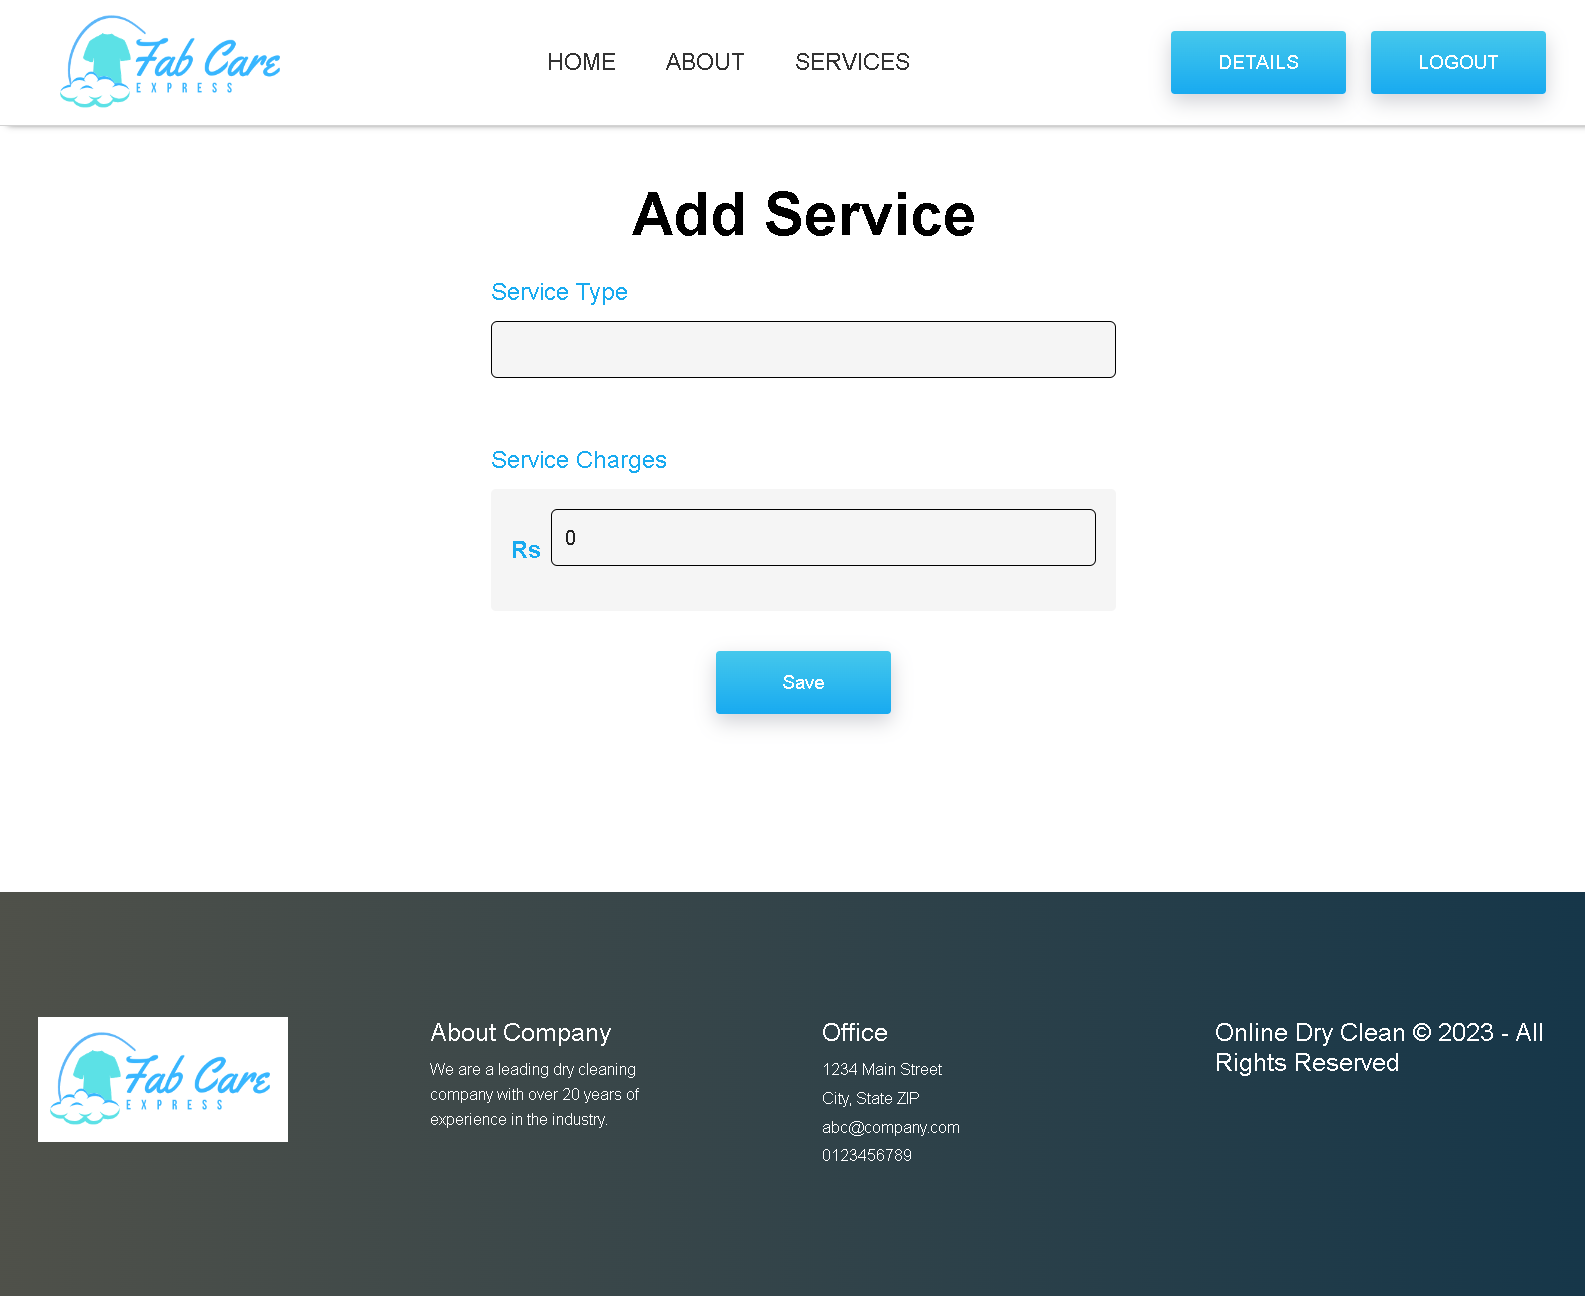 Fab Care
EXPRESS
HOME
ABOUT
SERVICES
DETAILS
LOGOUT
Add Service
Service Type
Service Charges
Rs
0
Save
Fab Care
EXPRESS
About Company
We are a leading dry cleaning
company with over 20 years of
experience in the industry.
Office
1234 Main Street
City, State ZIP
abc@company.com
0123456789
Online Dry Clean © 2023 - All
Rights Reserved